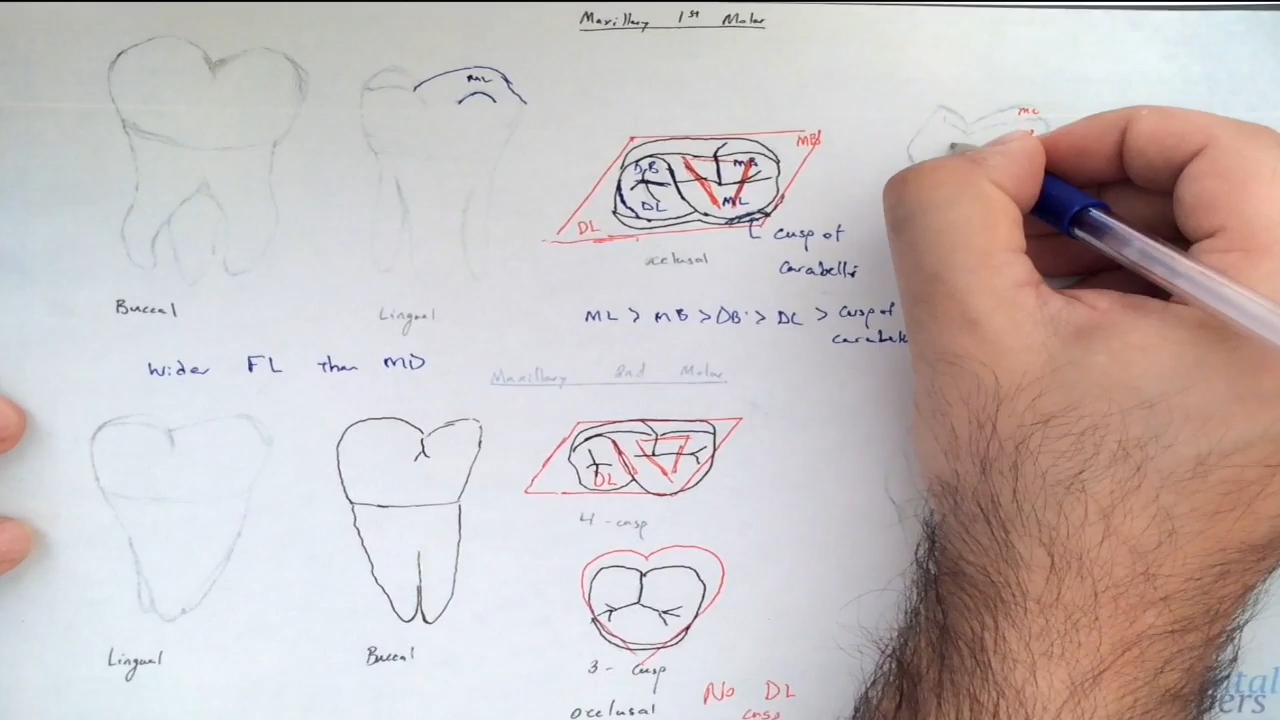 Maxillary 1st Molar
ML
DB
MB
DL
ML
MB
DL
cusp of
Carabelli
occlusal
Buccal
Lingual
ML > MB > DB > DL > Cusp of
wider FL than MD
Maxillary 2nd Molar
DL
4 - cusp
3 - cusp
occlusal
No DL
cusp
Lingual
Buccal